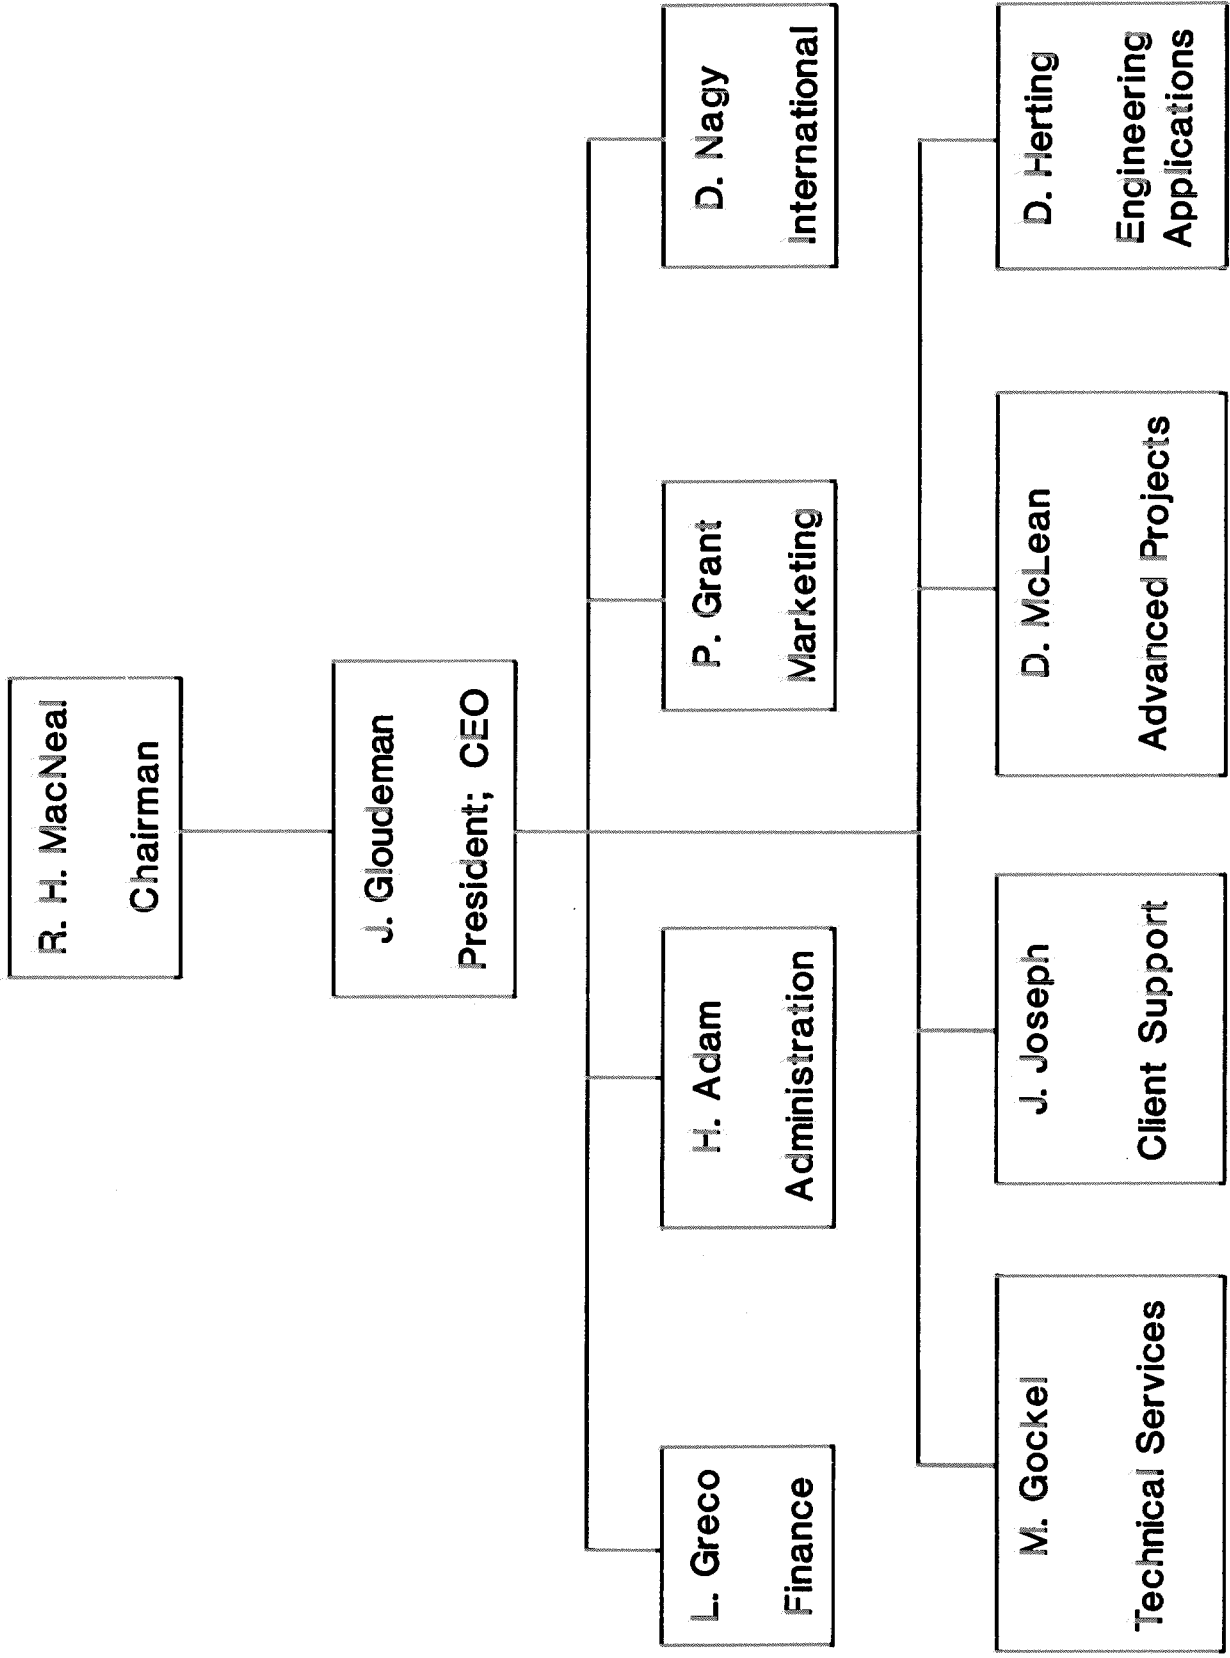 R. H. MacNeal
Chairman
J. Gloudeman
President; CEO
L. Greco
Finance
H. Adam
Administration
P. Grant
Marketing
D. Nagy
International
M. Gockel
Technical Services
J. Joseph
Client Support
D. McLean
Advanced Projects
D. Herting
Engineering
Applications